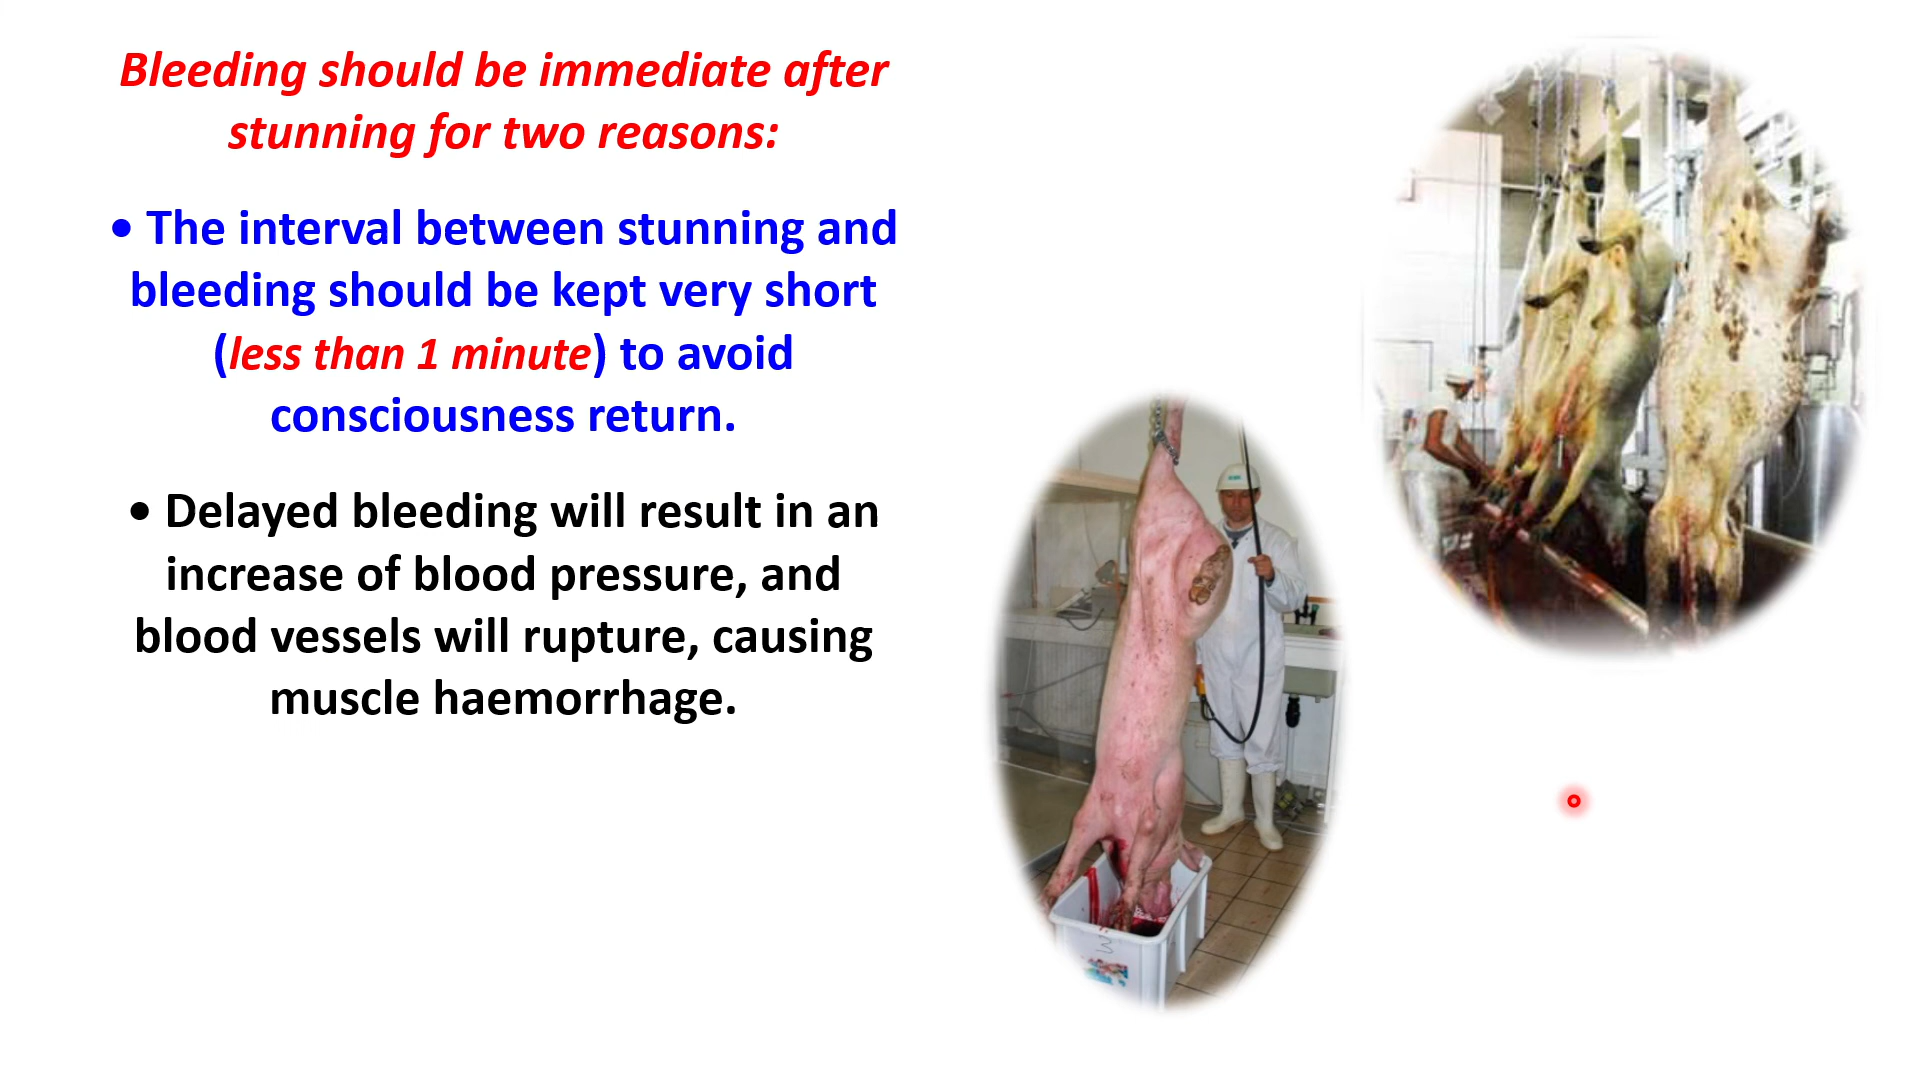 Bleeding should be immediate after
stunning for two reasons:
• The interval between stunning and
bleeding should be kept very short
(less than 1 minute) to avoid
consciousness return.
• Delayed bleeding will result in an
increase of blood pressure, and
blood vessels will rupture, causing
muscle haemorrhage.